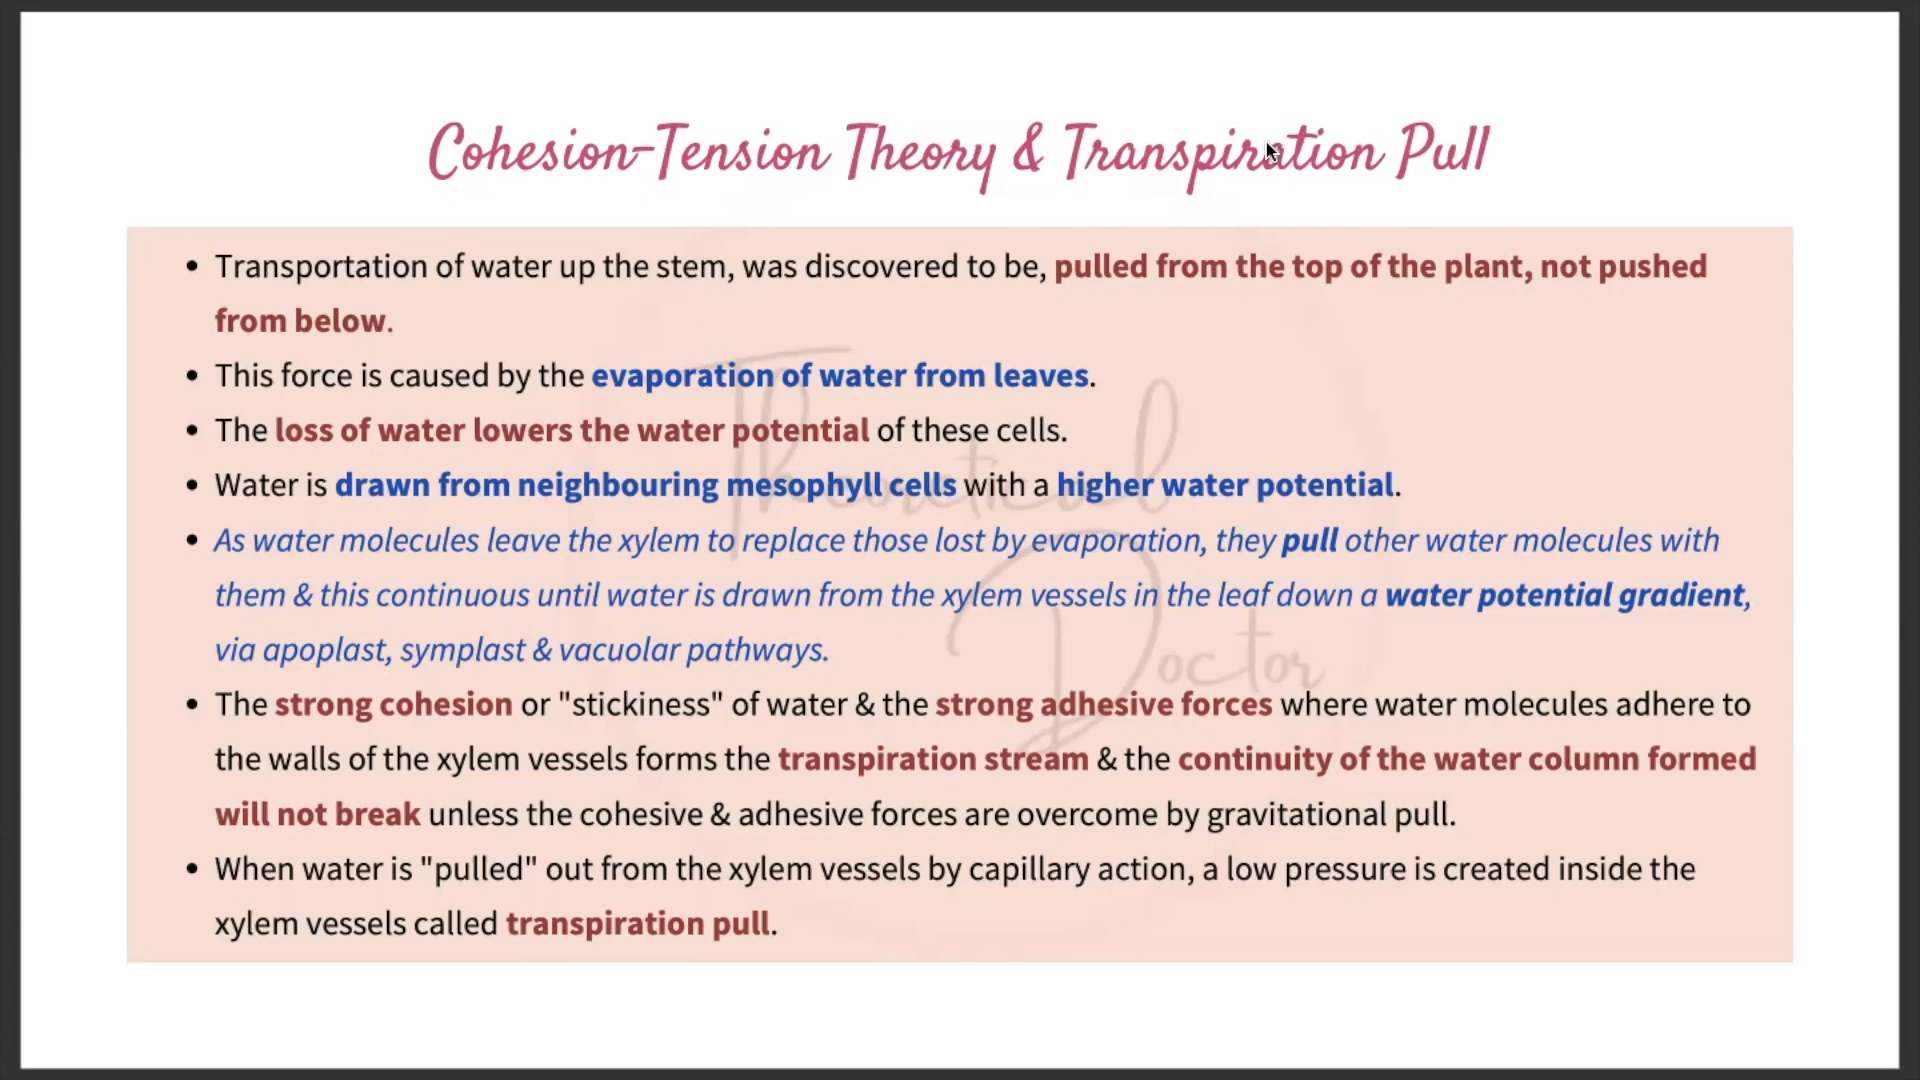 Cohesion-Tension Theory & Transpiration Pull
• Transportation of water up the stem, was discovered to be, pulled from the top of the plant, not pushed
from below.
• This force is caused by the evaporation of water from leaves.
• The loss of water lowers the water potential of these cells.
• Water is drawn from neighbouring mesophyll cells with a higher water potential.
• As water molecules leave the xylem to replace those lost by evaporation, they pull other water molecules with
them & this continuous until water is drawn from the xylem vessels in the leaf down a water potential gradient,
via apoplast, symplast & vacuolar pathways.
• The strong cohesion or "stickiness" of water & the strong adhesive forces where water molecules adhere to
the walls of the xylem vessels forms the transpiration stream & the continuity of the water column formed
will not break unless the cohesive & adhesive forces are overcome by gravitational pull.
• When water is "pulled" out from the xylem vessels by capillary action, a low pressure is created inside the
xylem vessels called transpiration pull.
Theoretical
Doctor